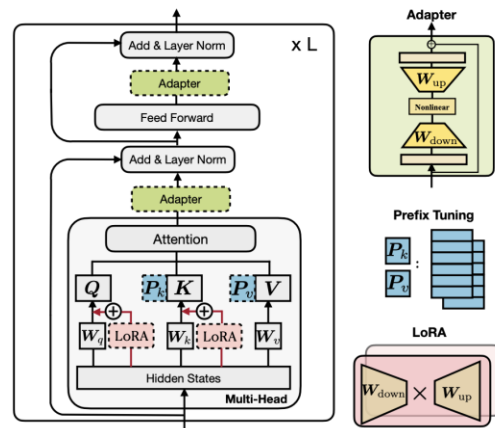 Add & Layer Norm
x L
Adapter
Feed Forward
Add & Layer Norm
Adapter
Attention
Q
P_k K
P_v V
W_q
LoRA
W_k
LoRA
W_v
Hidden States
Multi-Head
Adapter
W_up
Nonlinear
W_down
Prefix Tuning
P_k
P_v
:
LoRA
W_down × W_up